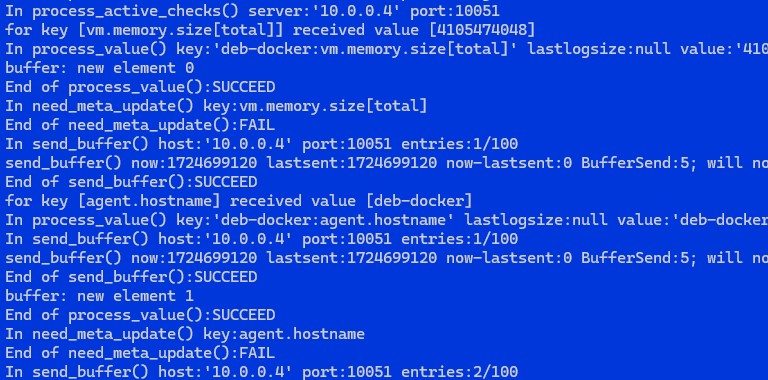 In process_active_checks() server:'10.0.0.4' port:10051
for key [vm.memory.size[total]] received value [4105474048]
In process_value() key:'deb-docker:vm.memory.size[total]' lastlogsize:null value:'410
buffer: new element 0
End of process_value():SUCCEED
In need_meta_update() key:vm.memory.size[total]
End of need_meta_update():FAIL
In send_buffer() host:'10.0.0.4' port:10051 entries:1/100
send_buffer() now:1724699120 lastsent:1724699120 now-lastsent:0 BufferSend:5; will no
End of send_buffer():SUCCEED
for key [agent.hostname] received value [deb-docker]
In process_value() key:'deb-docker:agent.hostname' lastlogsize:null value:'deb-docker
In send_buffer() host:'10.0.0.4' port:10051 entries:1/100
send_buffer() now:1724699120 lastsent:1724699120 now-lastsent:0 BufferSend:5; will no
End of send_buffer():SUCCEED
buffer: new element 1
End of process_value():SUCCEED
In need_meta_update() key:agent.hostname
End of need_meta_update():FAIL
In send_buffer() host:'10.0.0.4' port:10051 entries:2/100